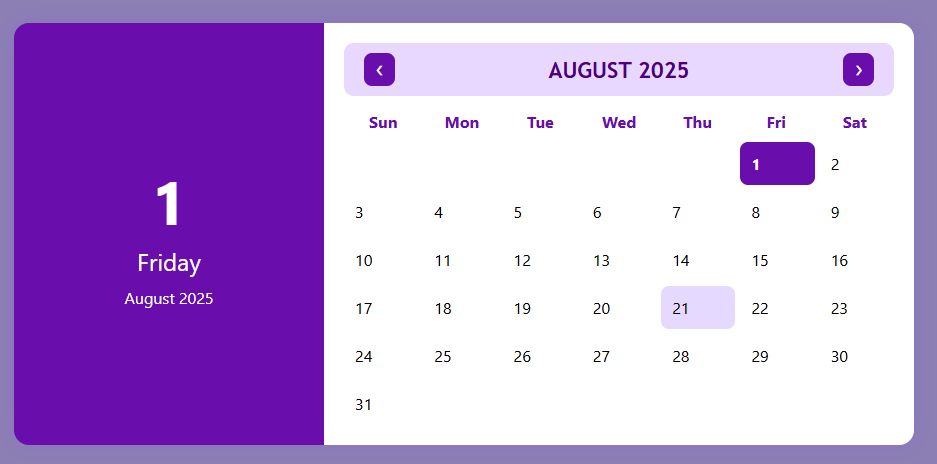 1
Friday
August 2025
‹ AUGUST 2025 ›
Sun Mon Tue Wed Thu Fri Sat
1 2
3 4 5 6 7 8 9
10 11 12 13 14 15 16
17 18 19 20 21 22 23
24 25 26 27 28 29 30
31